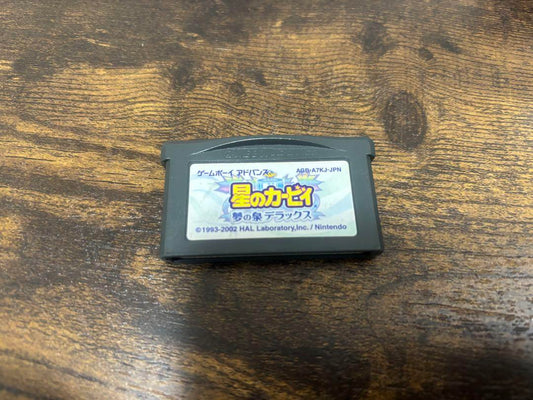 ゲームボーイ アドバンス AGB-A7KJ-JPN
星のカービィ
夢の泉 デラックス
©1993-2002 HAL Laboratory,Inc. / Nintendo